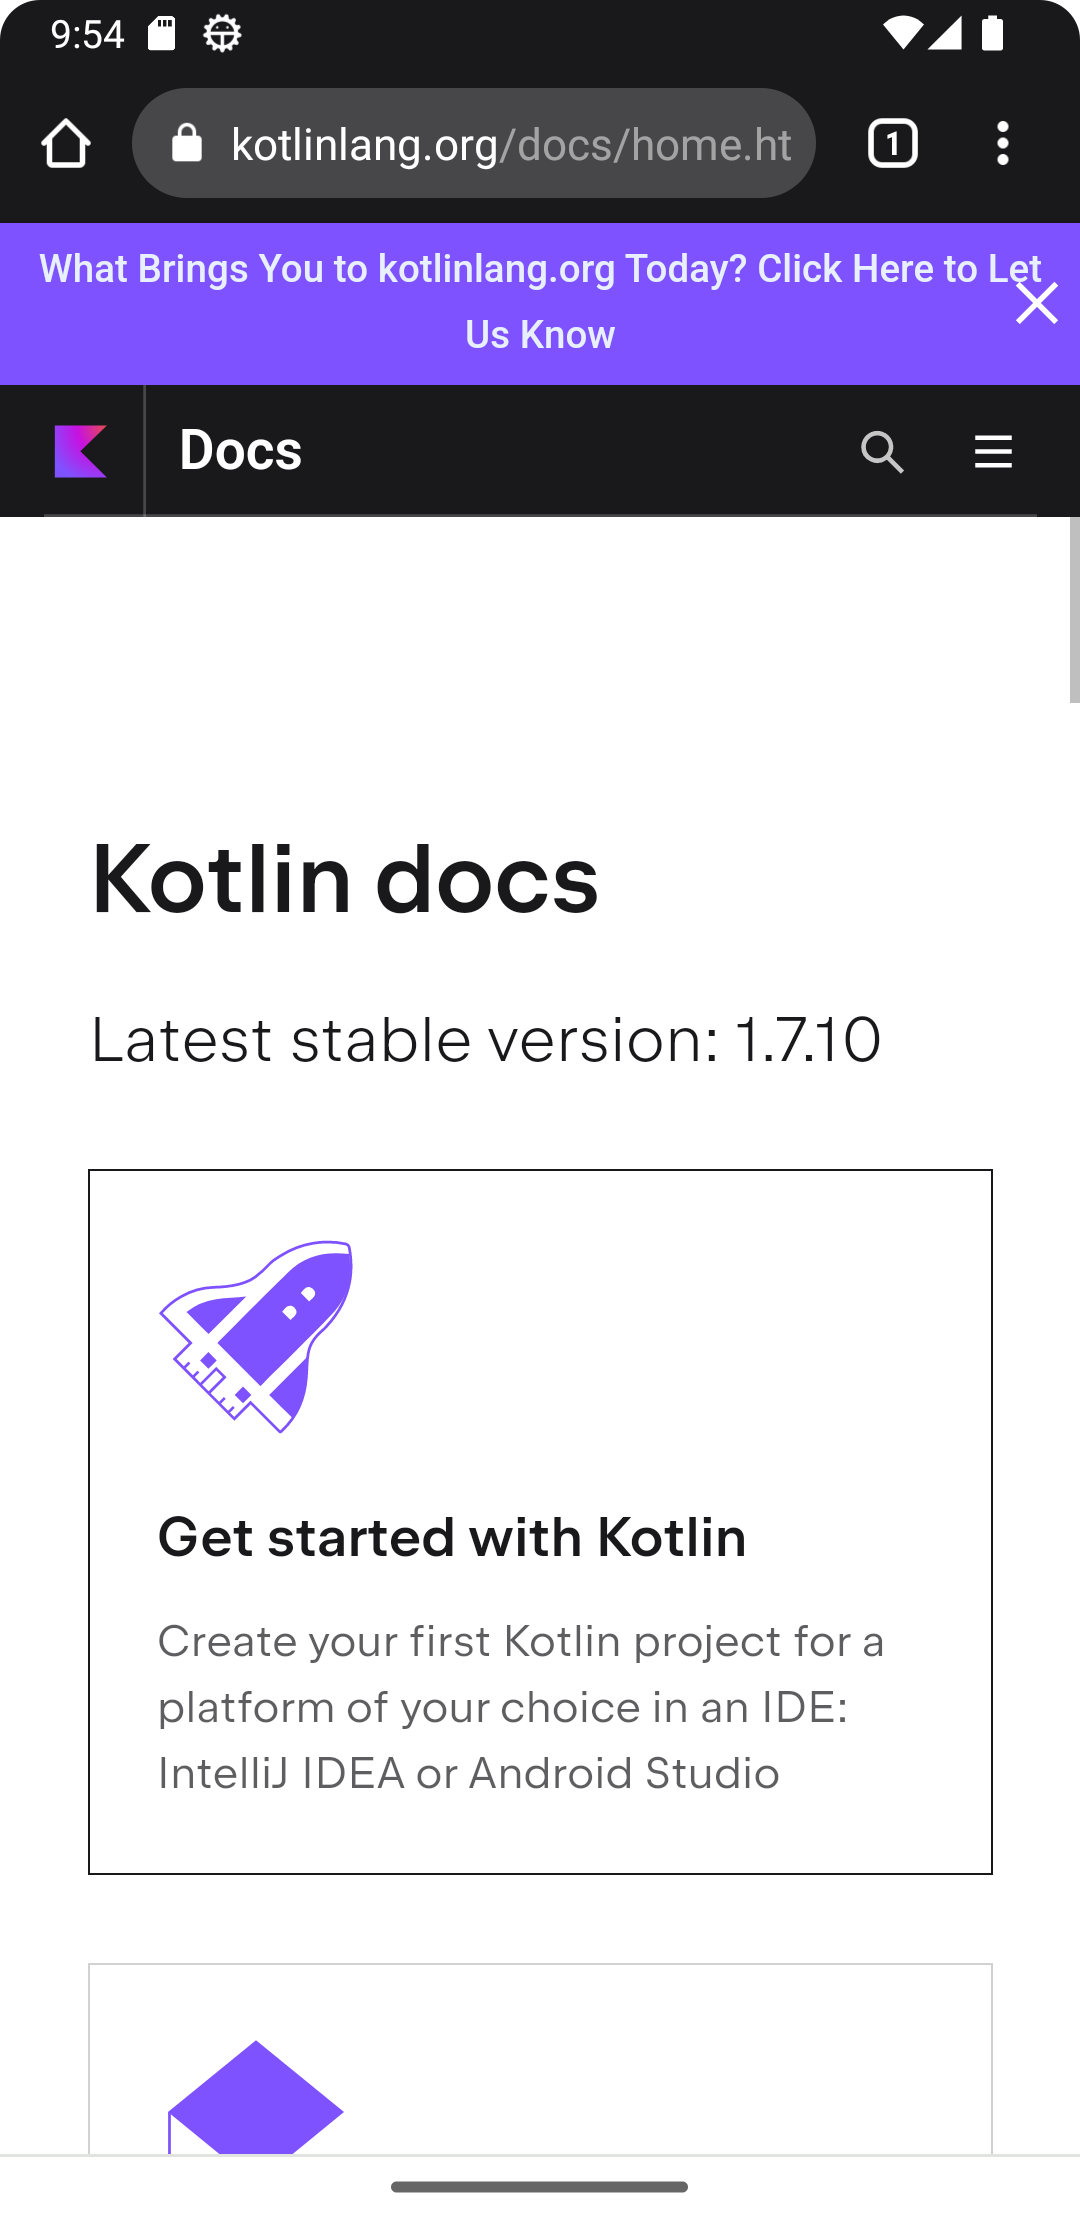 9:54
kotlinlang.org/docs/home.ht
1
What Brings You to kotlinlang.org Today? Click Here to Let
Us Know
Docs
Kotlin docs
Latest stable version: 1.7.10
Get started with Kotlin
Create your first Kotlin project for a
platform of your choice in an IDE:
IntelliJ IDEA or Android Studio